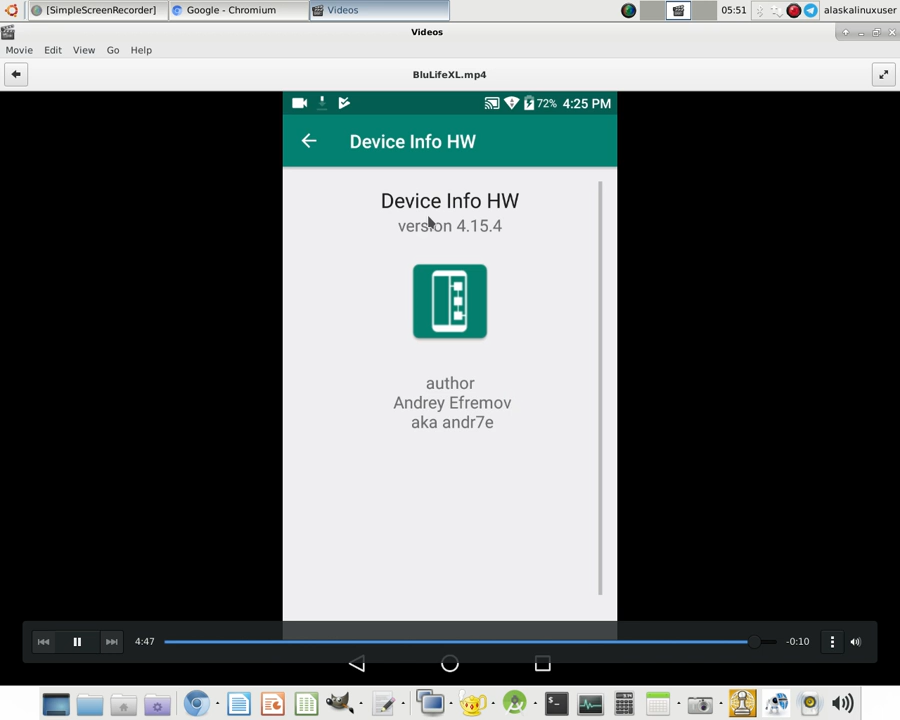 [SimpleScreenRecorder]
Google - Chromium
Videos
05:51
alaskalinuxuser
Videos
Movie Edit View Go Help
BluLifeXL.mp4
72% 4:25 PM
Device Info HW
Device Info HW
version 4.15.4
author
Andrey Efremov
aka andr7e
4:47
-0:10